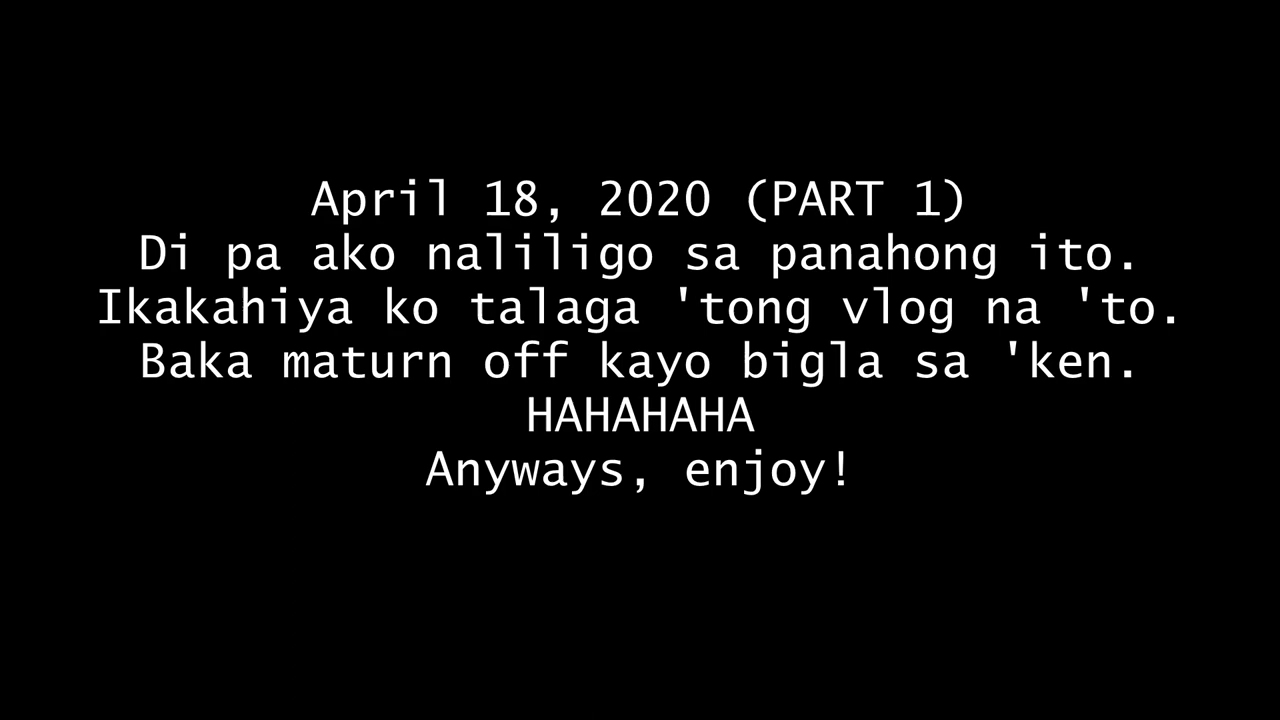 April 18, 2020 (PART 1)
Di pa ako naliligo sa panahong ito.
Ikakahiya ko talaga 'tong vlog na 'to.
Baka maturn off kayo bigla sa 'ken.
HAHAHAHA
Anyways, enjoy!